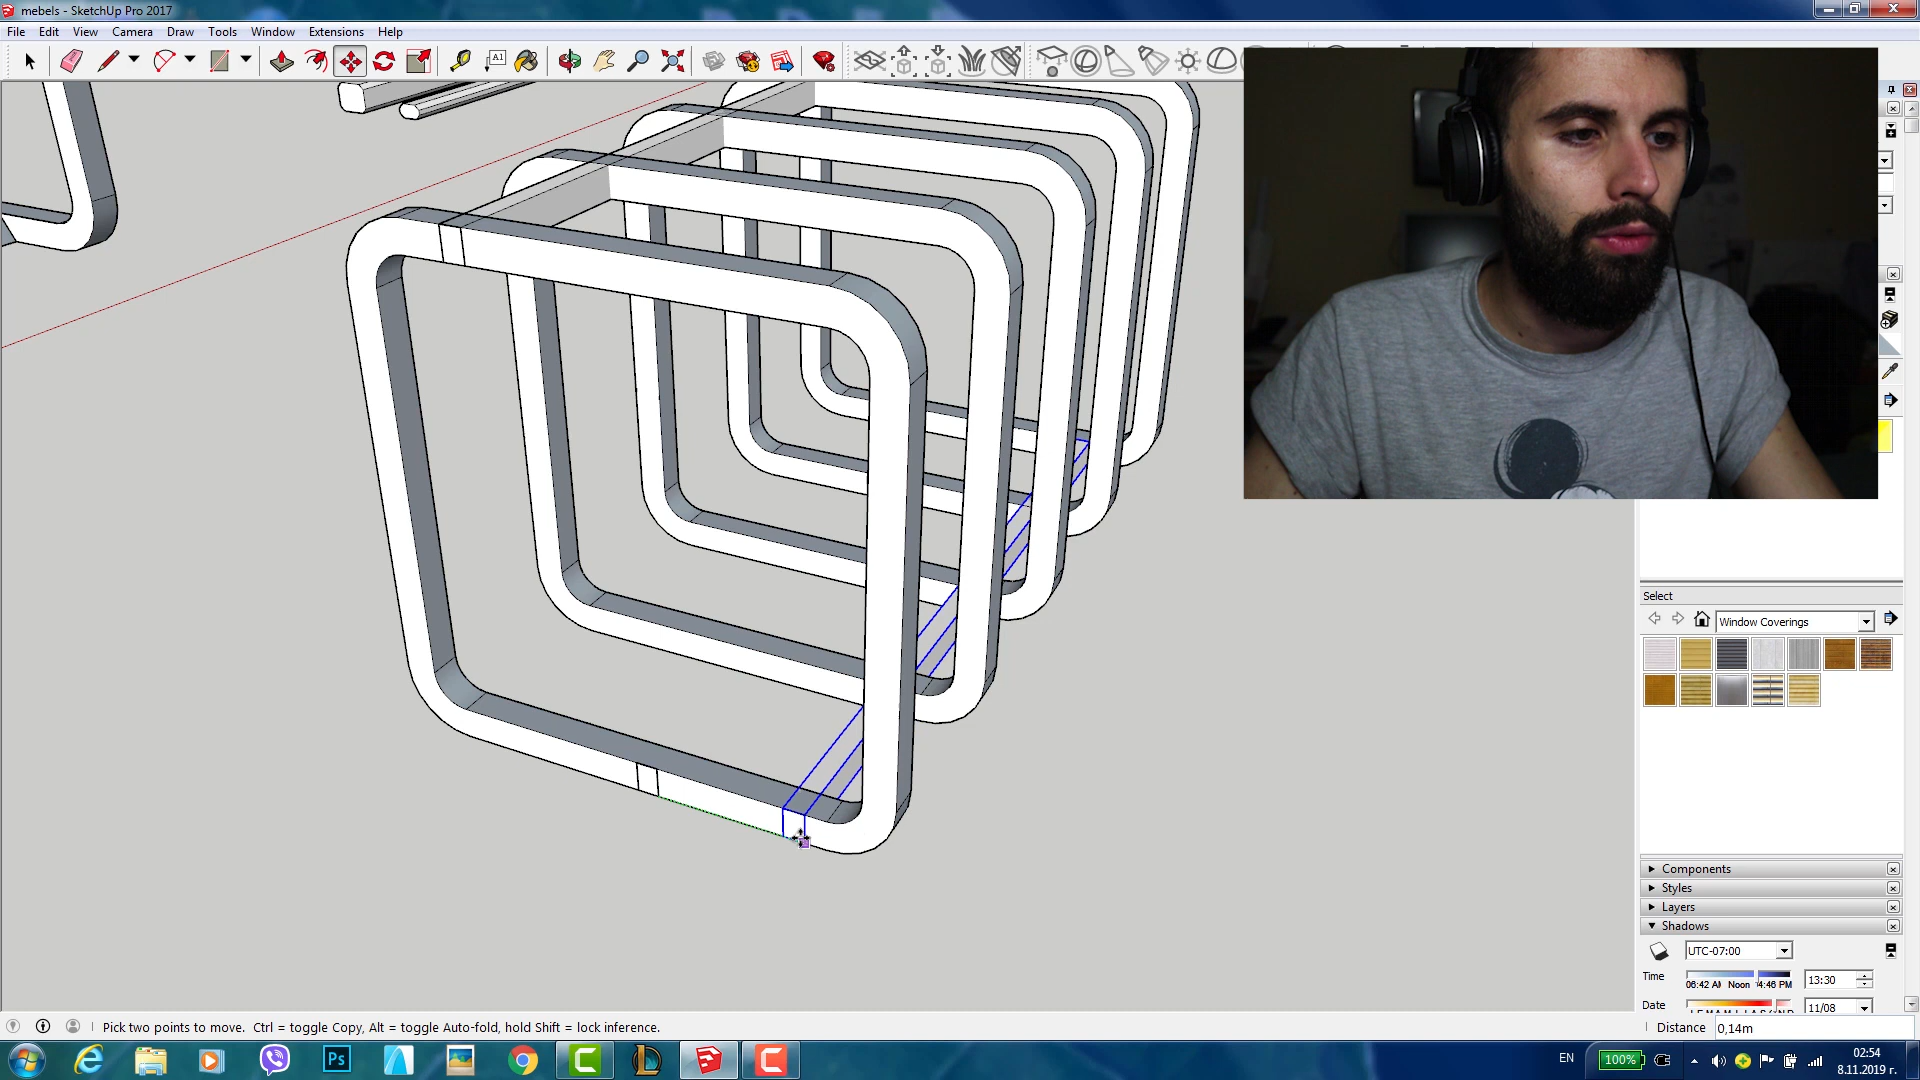 mebels - SketchUp Pro 2017
File Edit View Camera Draw Tools Window Extensions Help
A1
Select
Window Coverings
Components
Styles
Layers
Shadows
UTC-07:00
Time
06:42 AM Noon 4:46 PM
13:30
Date
11/08
Pick two points to move. Ctrl = toggle Copy, Alt = toggle Auto-fold, hold Shift = lock inference.
Distance 0,14m
Ps
EN
100%
02:54
8.11.2019 г.